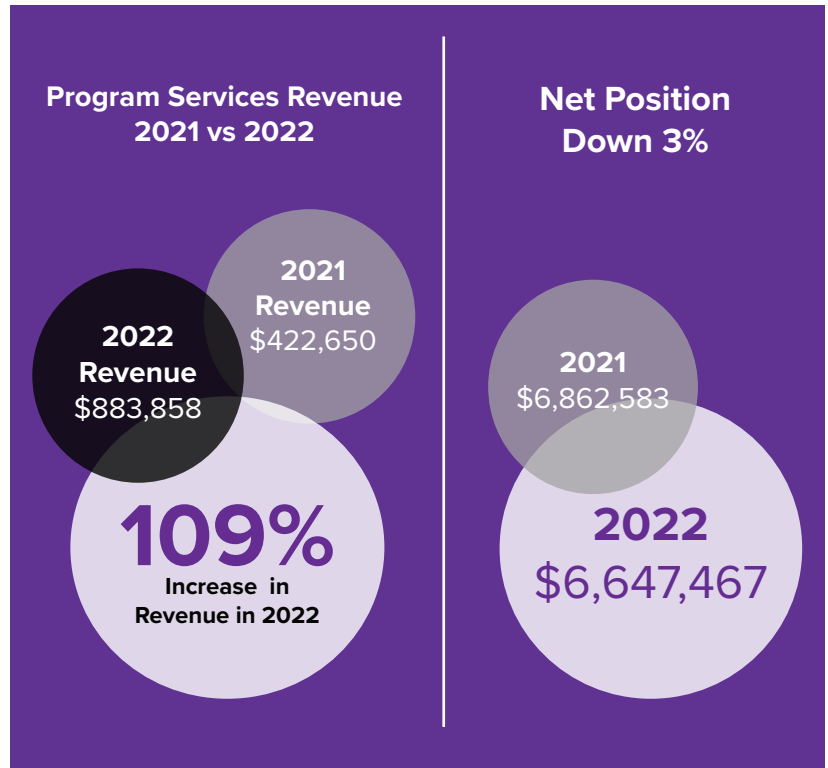 Program Services Revenue
2021 vs 2022
2021
Revenue
$422,650
2022
Revenue
$883,858
109%
Increase in
Revenue in 2022
Net Position
Down 3%
2021
$6,862,583
2022
$6,647,467